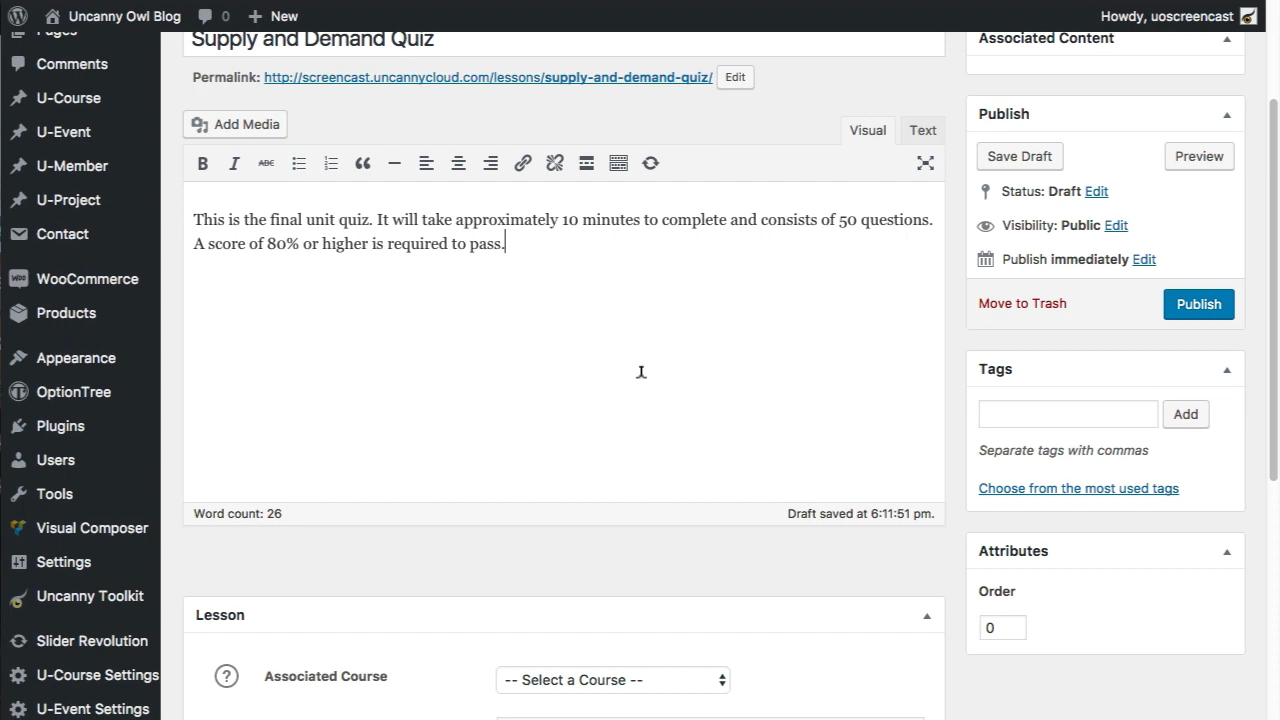 Uncanny Owl Blog
0
New
Howdy, uoscreencast
Pages
Comments
U-Course
U-Event
U-Member
U-Project
Contact
WOO
WooCommerce
Products
Appearance
OptionTree
Plugins
Users
Tools
Visual Composer
Settings
Uncanny Toolkit
Slider Revolution
U-Course Settings
U-Event Settings
Supply and Demand Quiz
Permalink: http://screencast.uncannycloud.com/lessons/supply-and-demand-quiz/ Edit
Add Media
Visual Text
B I ABC
This is the final unit quiz. It will take approximately 10 minutes to complete and consists of 50 questions.
A score of 80% or higher is required to pass.
Word count: 26
Draft saved at 6:11:51 pm.
Lesson
? Associated Course
-- Select a Course --
Associated Content
Publish
Save Draft
Preview
Status: Draft Edit
Visibility: Public Edit
Publish immediately Edit
Move to Trash
Publish
Tags
Add
Separate tags with commas
Choose from the most used tags
Attributes
Order
0